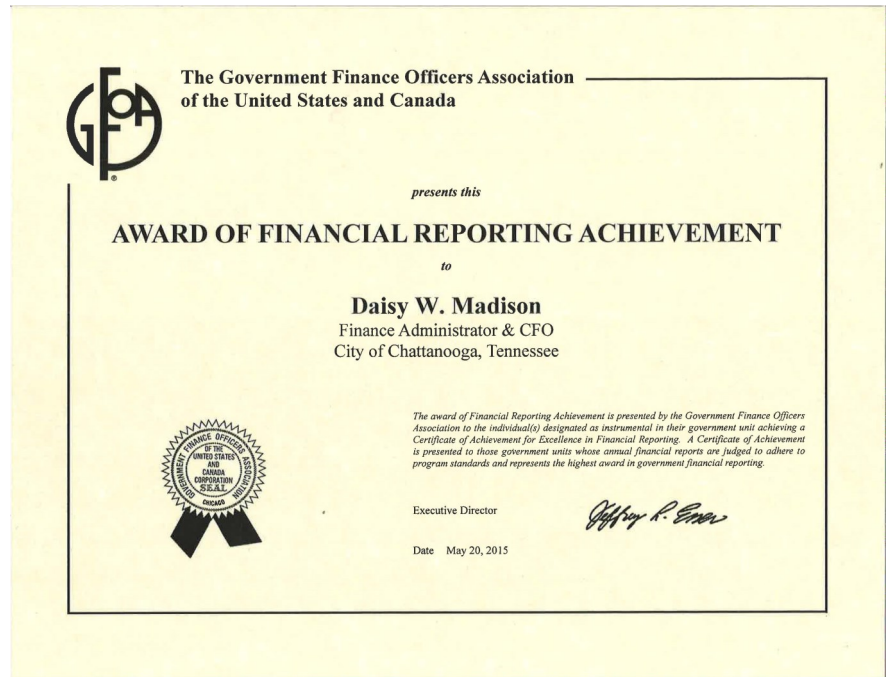 GFOA
®
The Government Finance Officers Association
of the United States and Canada
presents this
AWARD OF FINANCIAL REPORTING ACHIEVEMENT
to
Daisy W. Madison
Finance Administrator & CFO
City of Chattanooga, Tennessee
The award of Financial Reporting Achievement is presented by the Government Finance Officers
Association to the individual(s) designated as instrumental in their government unit achieving a
Certificate of Achievement for Excellence in Financial Reporting. A Certificate of Achievement
is presented to those government units whose annual financial reports are judged to adhere to
program standards and represents the highest award in government financial reporting.
GOVERNMENT FINANCE OFFICERS ASSOCIATION
OF THE
UNITED STATES
AND
CANADA
CORPORATION
SEAL
CHICAGO
Executive Director
Jeffrey R. Ener
Date May 20, 2015